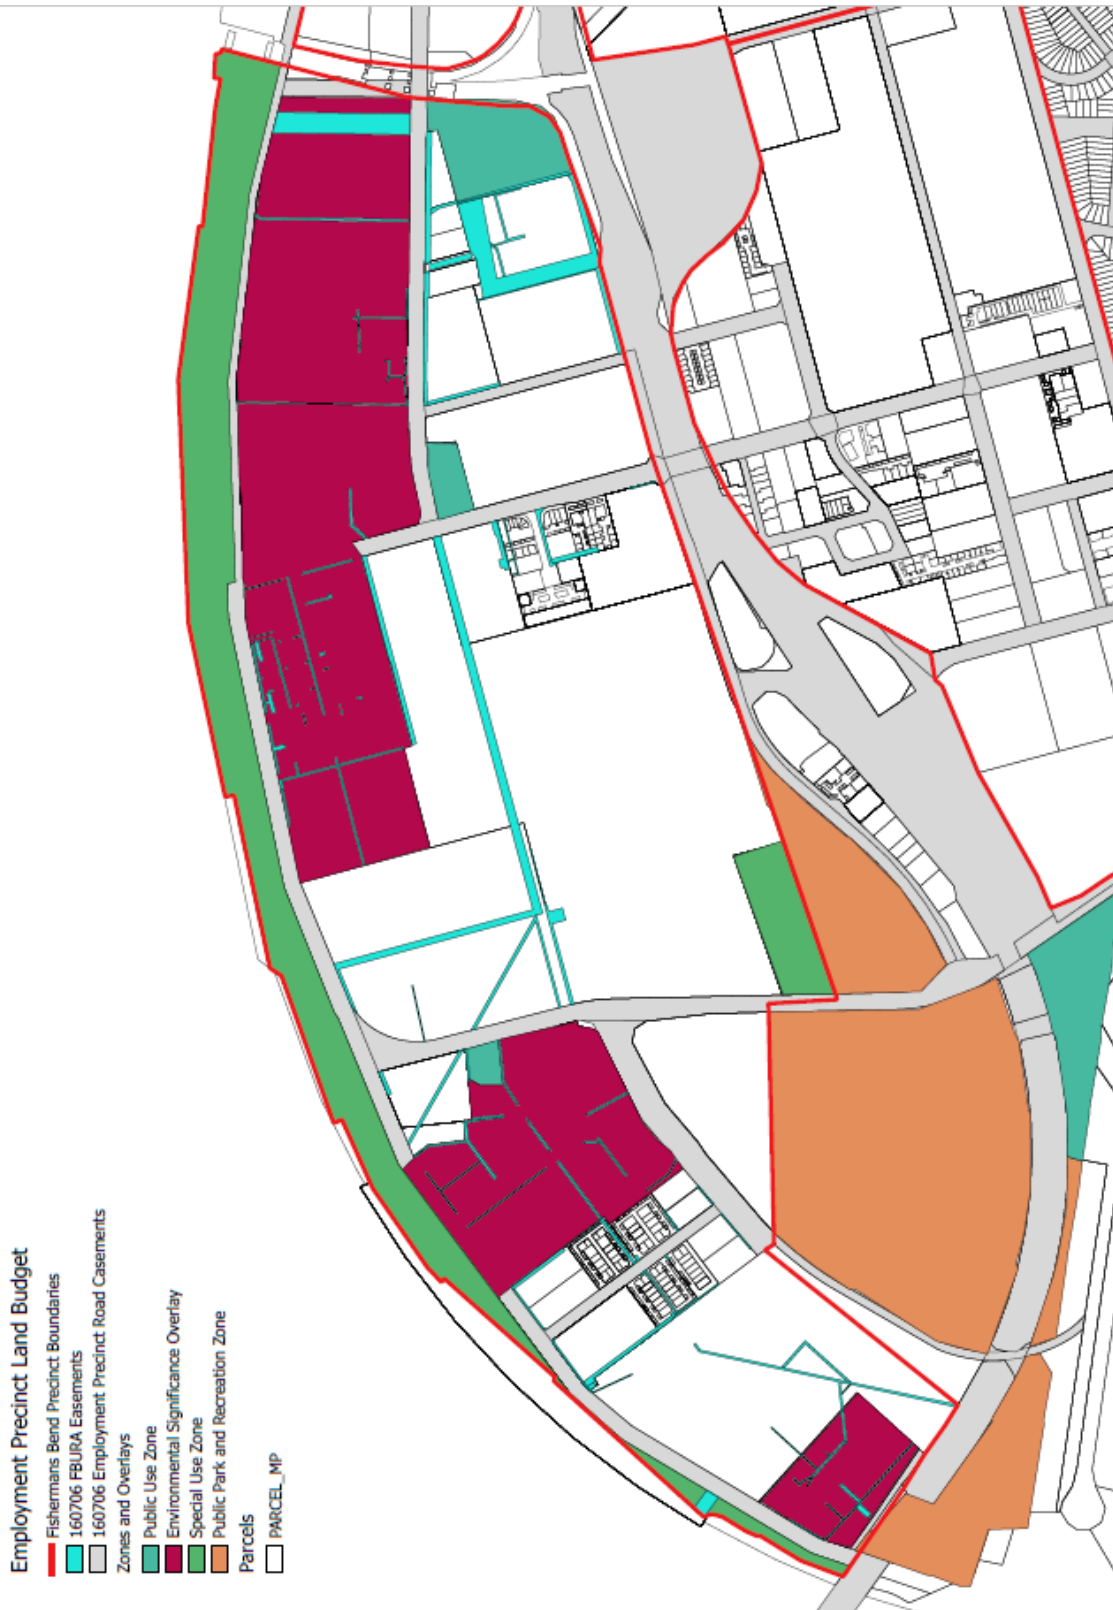 Employment Precinct Land Budget
Fishermans Bend Precinct Boundaries
160706 FBURA Easements
160706 Employment Precinct Road Casements
Zones and Overlays
Public Use Zone
Environmental Significance Overlay
Special Use Zone
Public Park and Recreation Zone
Parcels
PARCEL_MP